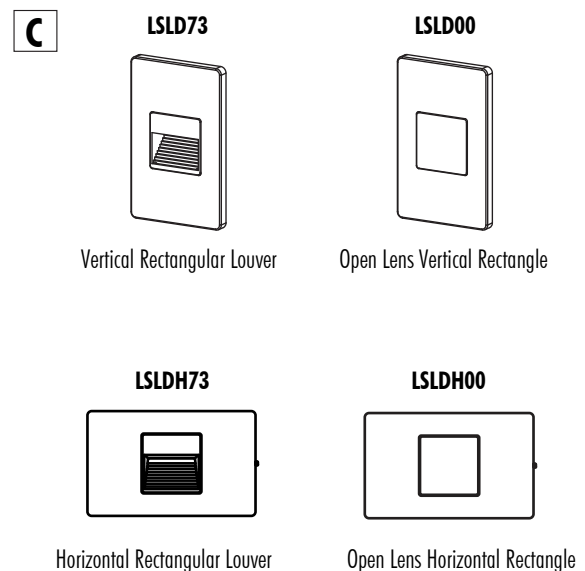 C
LSLD73
LSLD00
Vertical Rectangular Louver
Open Lens Vertical Rectangle
LSLDH73
LSLDH00
Horizontal Rectangular Louver
Open Lens Horizontal Rectangle